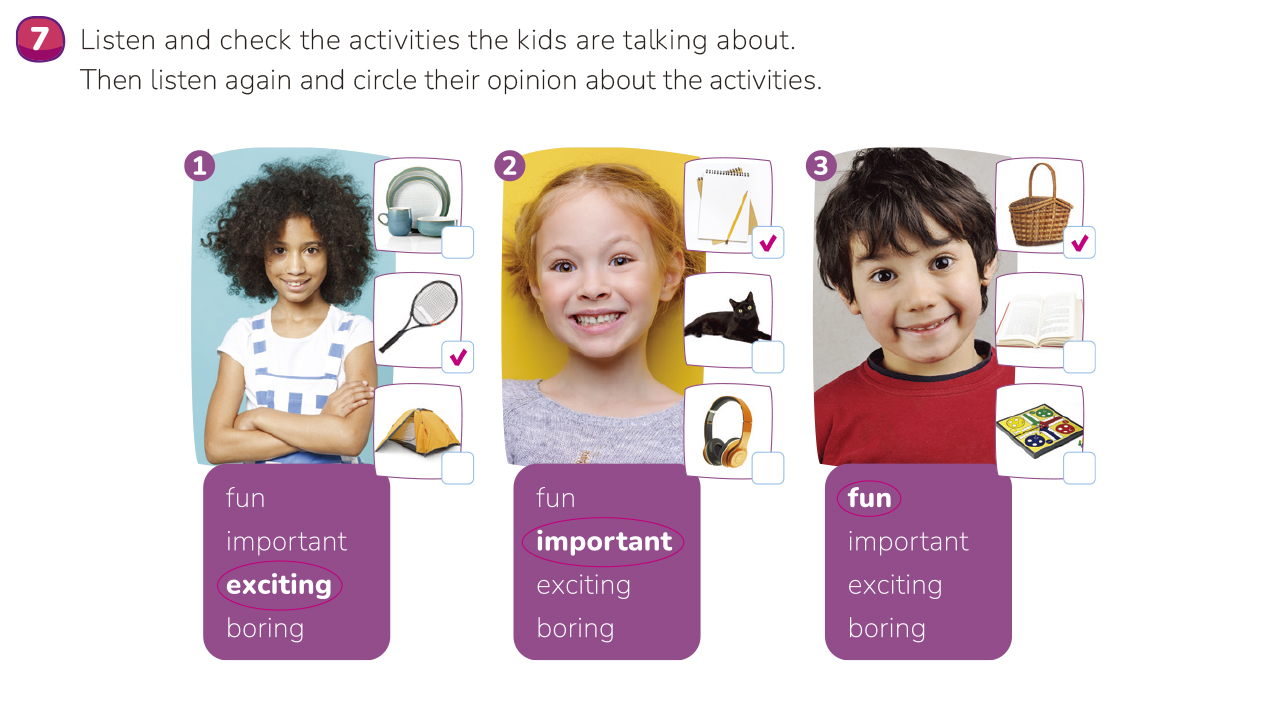 7
Listen and check the activities the kids are talking about.
Then listen again and circle their opinion about the activities.
1
fun
important
exciting
boring
2
fun
important
exciting
boring
3
fun
important
exciting
boring